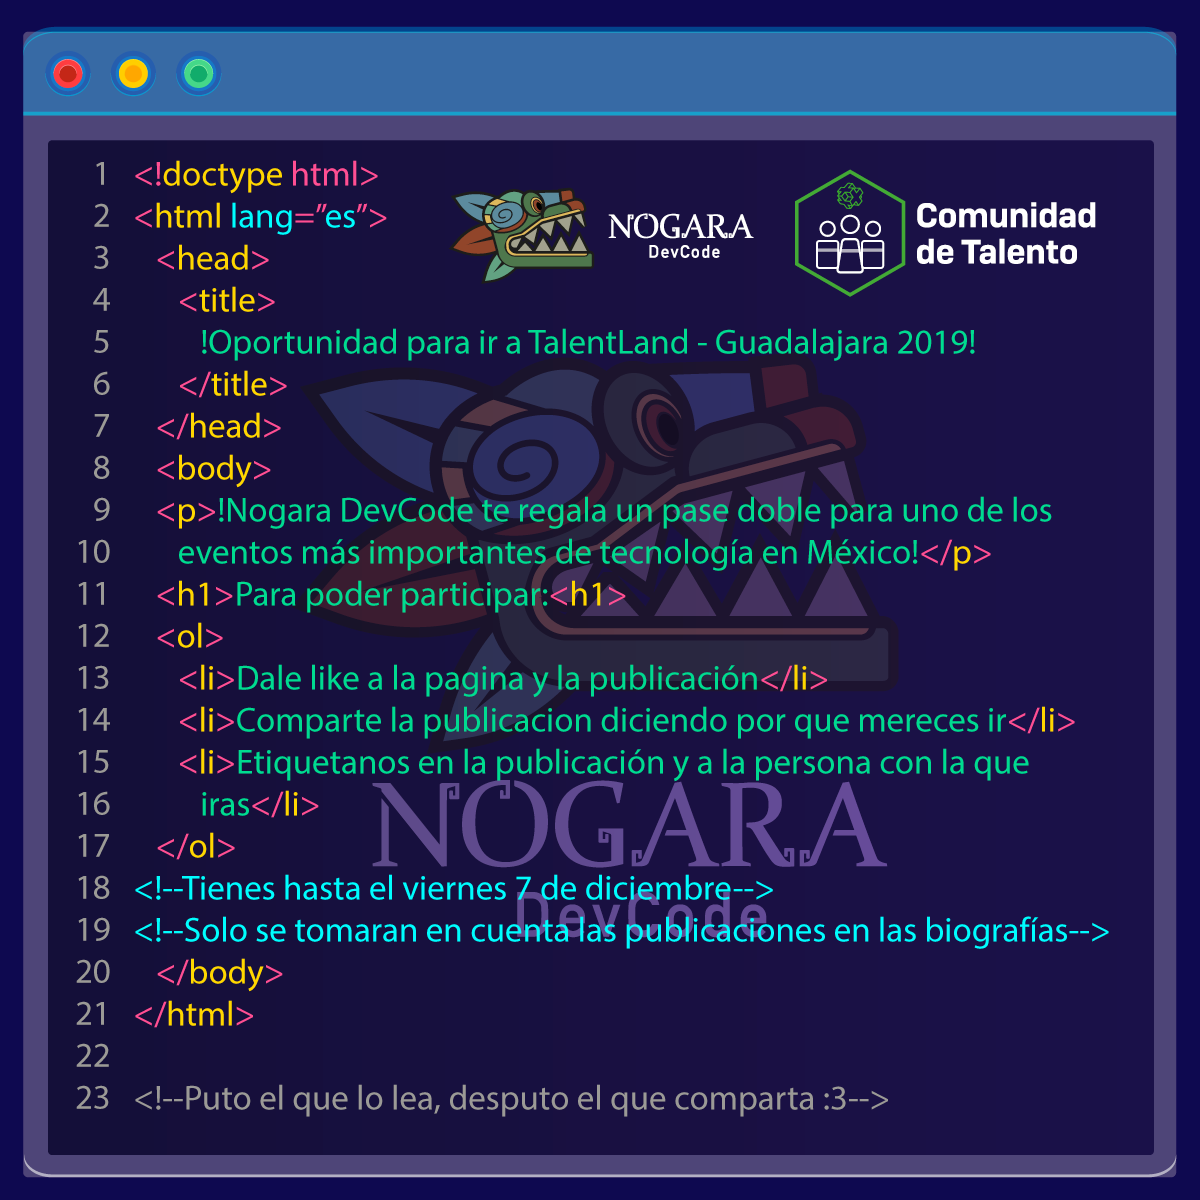 1 <!doctype html>
2 <html lang=”es”>
NOGARA
DevCode
Comunidad
de Talento
3 <head>
4 <title>
5 !Oportunidad para ir a TalentLand - Guadalajara 2019!
6 </title>
7 </head>
8 <body>
9 <p>!Nogara DevCode te regala un pase doble para uno de los
10 eventos más importantes de tecnología en México!</p>
11 <h1>Para poder participar:<h1>
12 <ol>
13 <li>Dale like a la pagina y la publicación</li>
14 <li>Comparte la publicacion diciendo por que mereces ir</li>
15 <li>Etiquetanos en la publicación y a la persona con la que
16 iras</li>
NOGARA
17 </ol>
18 <!--Tienes hasta el viernes 7 de diciembre-->
DevCode
19 <!--Solo se tomaran en cuenta las publicaciones en las biografías-->
20 </body>
21 </html>
22
23 <!--Puto el que lo lea, desputo el que comparta :3-->